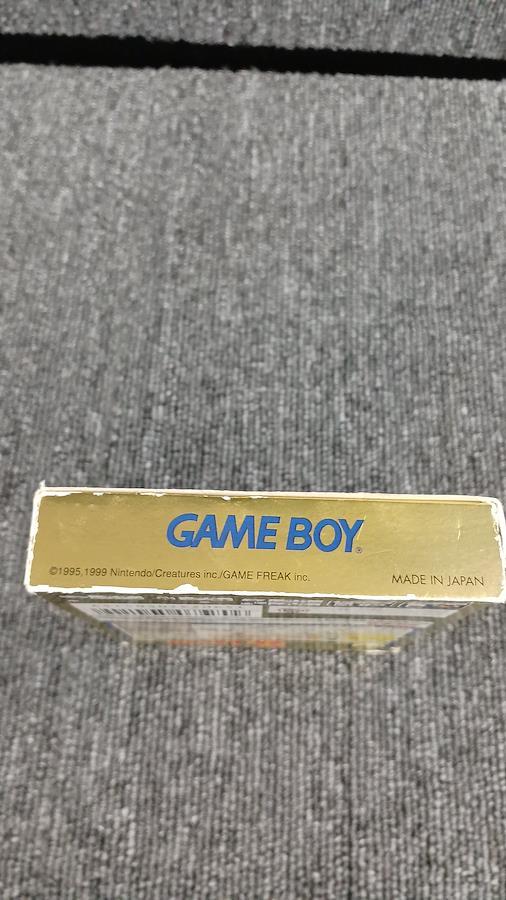 GAME BOY®
©1995,1999 Nintendo/Creatures inc./GAME FREAK inc.
MADE IN JAPAN